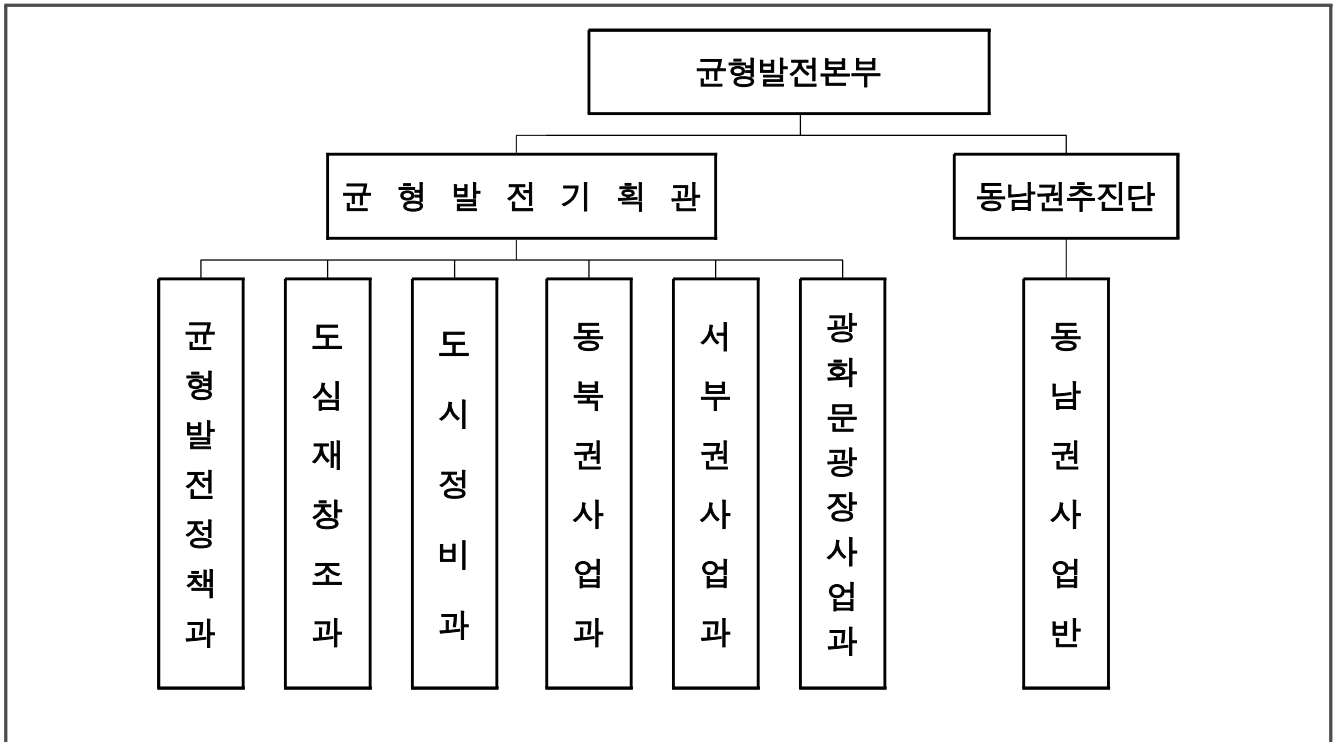 균형발전본부
균 형 발 전 기 획 관
동남권추진단
균형발전정책과
도심재창조과
도시정비과
동북권사업과
서부권사업과
광화문광장사업과
동남권사업반